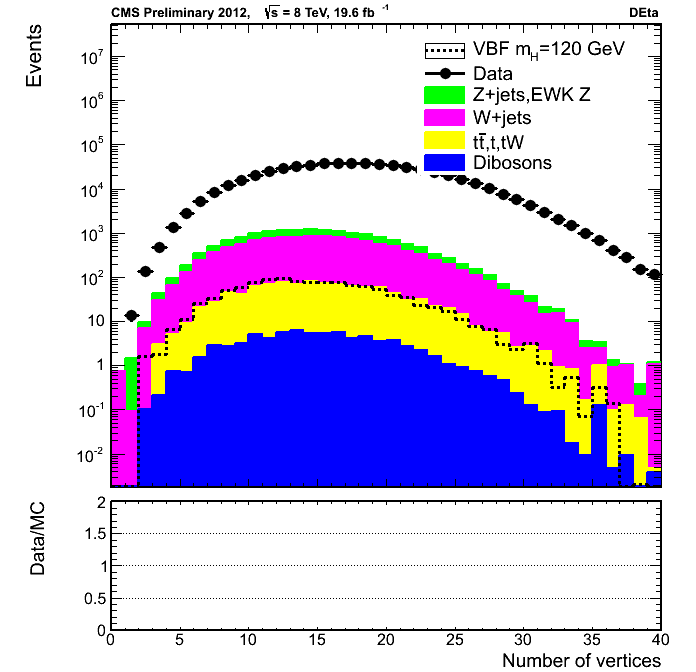 CMS Preliminary 2012, √s = 8 TeV, 19.6 fb⁻¹ DEta
Events
10⁷
10⁶
10⁵
10⁴
10³
10²
10
1
10⁻¹
10⁻²
VBF m_H=120 GeV
Data
Z+jets,EWK Z
W+jets
tt̅,t,tW
Dibosons
Data/MC
2
1.5
1
0.5
0
0 5 10 15 20 25 30 35 40
Number of vertices